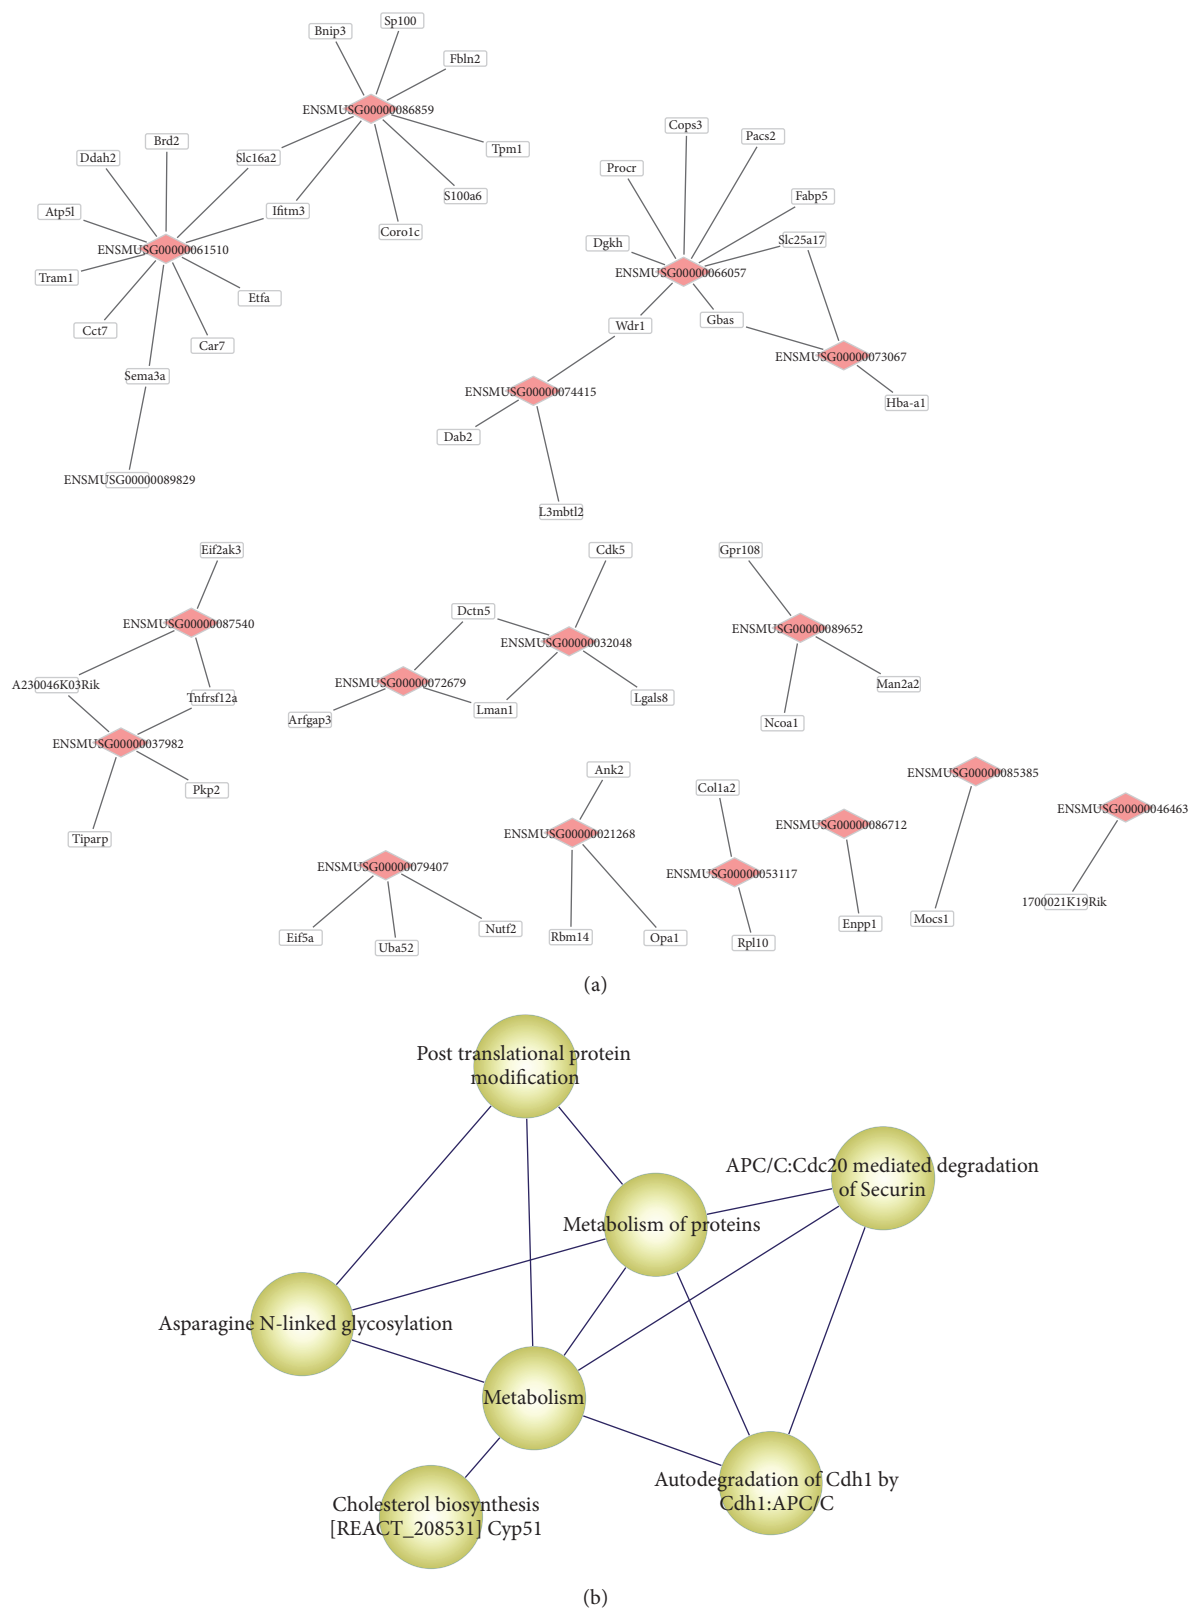 Sp100
Bnip3
Fbln2
ENSMUSG00000086859
Cops3
Pacs2
Brd2
Tpm1
Ddah2
Slc16a2
Procr
S100a6
Fabp5
Atp5l
Ifitm3
Coro1c
Dgkh
Slc25a17
ENSMUSG00000061510
ENSMUSG00000066057
Tram1
Etfa
Cct7
Wdr1
Gbas
Car7
ENSMUSG00000073067
Sema3a
ENSMUSG00000074415
Hba-a1
Dab2
ENSMUSG00000089829
L3mbtl2
Eif2ak3
Cdk5
Gpr108
Dctn5
ENSMUSG00000087540
ENSMUSG00000032048
ENSMUSG00000089652
A230046K03Rik
ENSMUSG00000072679
Man2a2
Tnfrsf12a
Lgals8
Lman1
Arfgap3
Ncoa1
ENSMUSG00000037982
Ank2
ENSMUSG00000085385
Pkp2
Col1a2
ENSMUSG00000046463
Tiparp
ENSMUSG00000021268
ENSMUSG00000086712
ENSMUSG00000079407
ENSMUSG00000053117
1700021K19Rik
Eif5a
Nutf2
Rbm14
Opa1
Enpp1
Mocs1
Uba52
Rpl10
(a)
Post translational protein
modification
APC/C:Cdc20 mediated degradation
of Securin
Metabolism of proteins
Asparagine N-linked glycosylation
Metabolism
Autodegradation of Cdh1 by
Cdh1:APC/C
Cholesterol biosynthesis
[REACT_208531] Cyp51
(b)